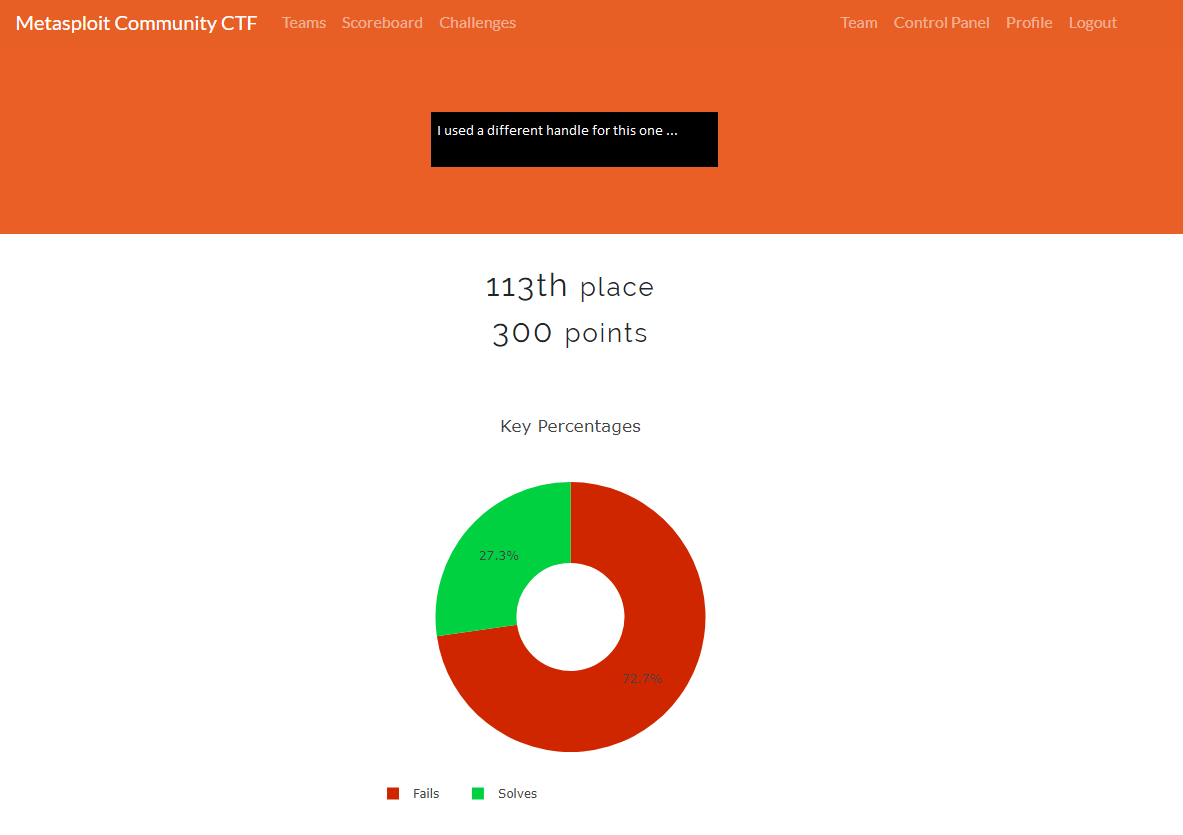 Metasploit Community CTF Teams Scoreboard Challenges Team Control Panel Profile Logout
I used a different handle for this one ...
113th place
300 points
Key Percentages
27.3%
72.7%
Fails Solves